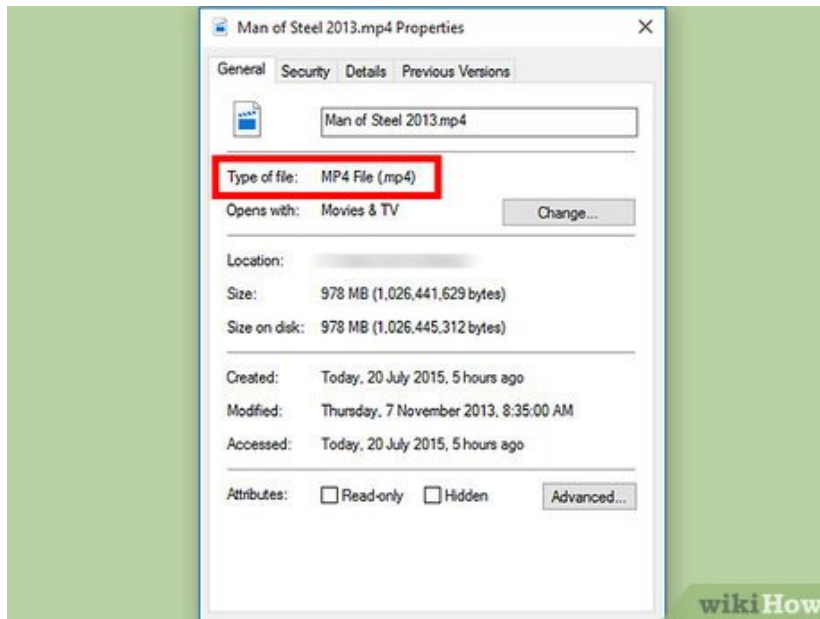 Man of Steel 2013.mp4 Properties
General Security Details Previous Versions
Man of Steel 2013.mp4
Type of file: MP4 File (.mp4)
Opens with: Movies & TV Change...
Location:
Size: 978 MB (1,026,441,629 bytes)
Size on disk: 978 MB (1,026,445,312 bytes)
Created: Today, 20 July 2015, 5 hours ago
Modified: Thursday, 7 November 2013, 8:35:00 AM
Accessed: Today, 20 July 2015, 5 hours ago
Attributes: Read-only Hidden Advanced...
wikiHow